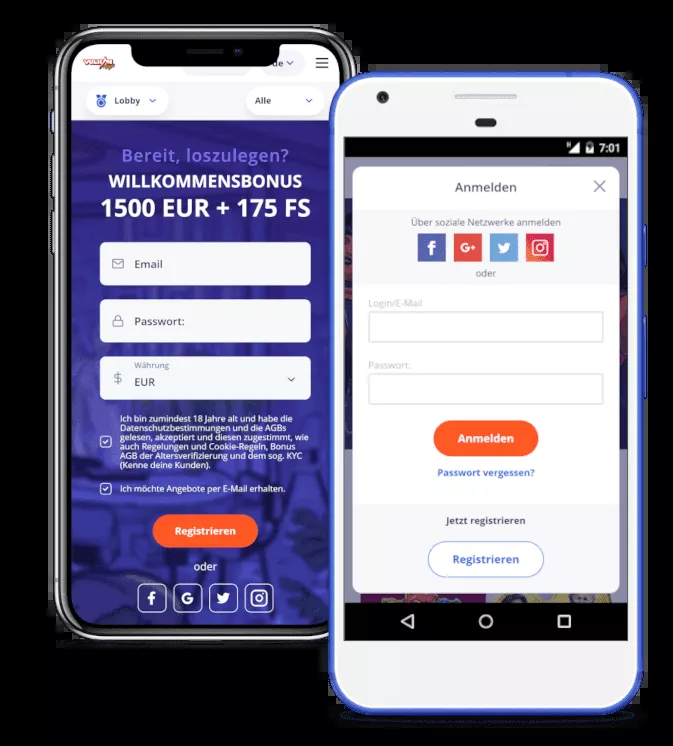 de
Lobby
Alle
Bereit, loszulegen?
WILLKOMMENSBONUS
1500 EUR + 175 FS
Email
Passwort:
Währung
$
EUR
Ich bin zumindest 18 Jahre alt und habe die
Datenschutzbestimmungen und die AGBs
gelesen, akzeptiert und diesen zugestimmt, wie
auch Regelungen und Cookie-Regeln, Bonus
AGB der Altersverifizierung und dem sog. KYC
(Kenne deine Kunden).
Ich möchte Angebote per E-Mail erhalten.
Registrieren
oder
7:01
Anmelden
Über soziale Netzwerke anmelden
oder
Login/E-Mail
Passwort:
Anmelden
Passwort vergessen?
Jetzt registrieren
Registrieren